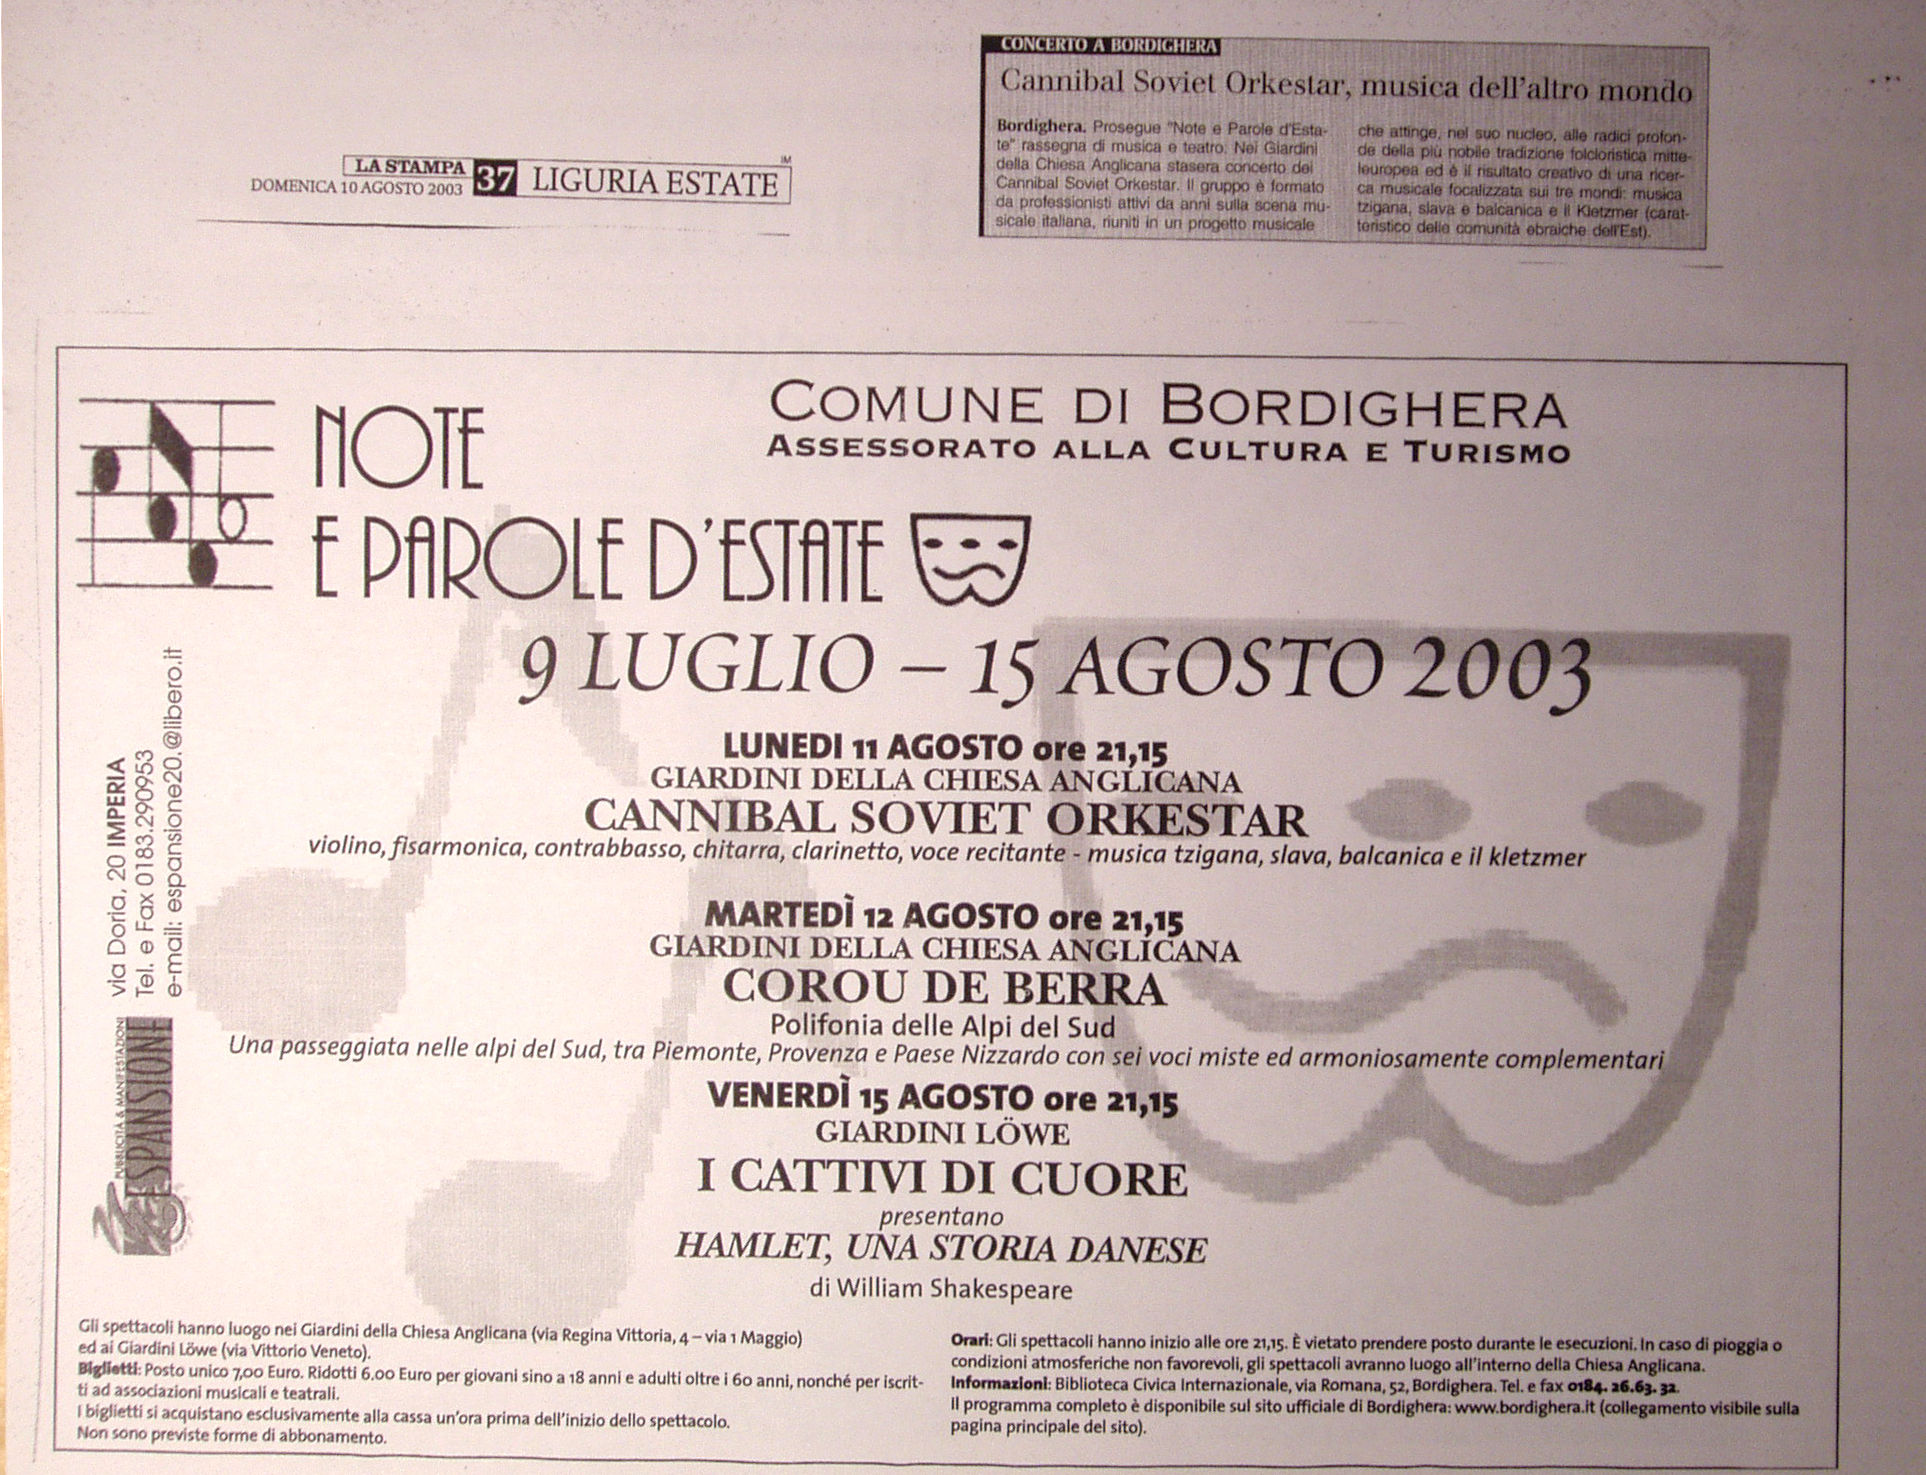 LA STAMPA
DOMENICA 10 AGOSTO 2003
37
LIGURIA ESTATE
IM
CONCERTO A BORDIGHERA
Cannibal Soviet Orkestar, musica dell'altro mondo
Bordighera. Prosegue "Note e Parole d'Esta-
te" rassegna di musica e teatro. Nei Giardini
della Chiesa Anglicana stasera concerto dei
Cannibal Soviet Orkestar. Il gruppo è formato
da professionisti attivi da anni sulla scena mu-
sicale italiana, riuniti in un progetto musicale
che attinge, nel suo nucleo, alle radici profon-
de della più nobile tradizione folcloristica mitte-
leuropea ed è il risultato creativo di una ricer-
ca musicale focalizzata sui tre mondi: musica
tzigana, slava e balcanica e il Kletzmer (carat-
teristico delle comunità ebraiche dell'Est).
NOTE
E PAROLE D'ESTATE
COMUNE DI BORDIGHERA
ASSESSORATO ALLA CULTURA E TURISMO
9 LUGLIO – 15 AGOSTO 2003
LUNEDI 11 AGOSTO ore 21,15
GIARDINI DELLA CHIESA ANGLICANA
CANNIBAL SOVIET ORKESTAR
violino, fisarmonica, contrabbasso, chitarra, clarinetto, voce recitante - musica tzigana, slava, balcanica e il kletzmer
MARTEDÌ 12 AGOSTO ore 21,15
GIARDINI DELLA CHIESA ANGLICANA
COROU DE BERRA
Polifonia delle Alpi del Sud
Una passeggiata nelle alpi del Sud, tra Piemonte, Provenza e Paese Nizzardo con sei voci miste ed armoniosamente complementari
VENERDÌ 15 AGOSTO ore 21,15
GIARDINI LÖWE
I CATTIVI DI CUORE
presentano
HAMLET, UNA STORIA DANESE
di William Shakespeare
via Doria, 20 IMPERIA
Tel. e Fax 0183.290953
e-mail: espansione20.@libero.it
PUBBLICITÀ & MANIFESTAZIONI
ESPANSIONE
Gli spettacoli hanno luogo nei Giardini della Chiesa Anglicana (via Regina Vittoria, 4 – via 1 Maggio)
ed ai Giardini Löwe (via Vittorio Veneto).
Biglietti: Posto unico 7,00 Euro. Ridotti 6,00 Euro per giovani sino a 18 anni e adulti oltre i 60 anni, nonché per iscrit-
ti ad associazioni musicali e teatrali.
I biglietti si acquistano esclusivamente alla cassa un'ora prima dell'inizio dello spettacolo.
Non sono previste forme di abbonamento.
Orari: Gli spettacoli hanno inizio alle ore 21,15. È vietato prendere posto durante le esecuzioni. In caso di pioggia o
condizioni atmosferiche non favorevoli, gli spettacoli avranno luogo all'interno della Chiesa Anglicana.
Informazioni: Biblioteca Civica Internazionale, via Romana, 52, Bordighera. Tel. e fax 0184. 26.63. 32.
Il programma completo è disponibile sul sito ufficiale di Bordighera: www.bordighera.it (collegamento visibile sulla
pagina principale del sito).